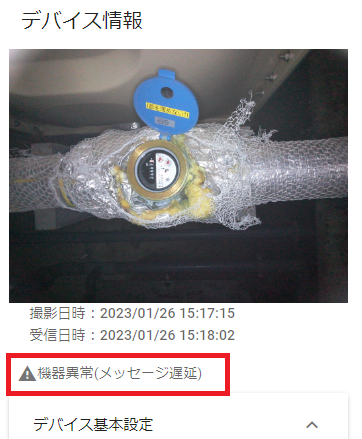 デバイス情報
撮影日時：2023/01/26 15:17:15
受信日時：2023/01/26 15:18:02
機器異常(メッセージ遅延)
デバイス基本設定